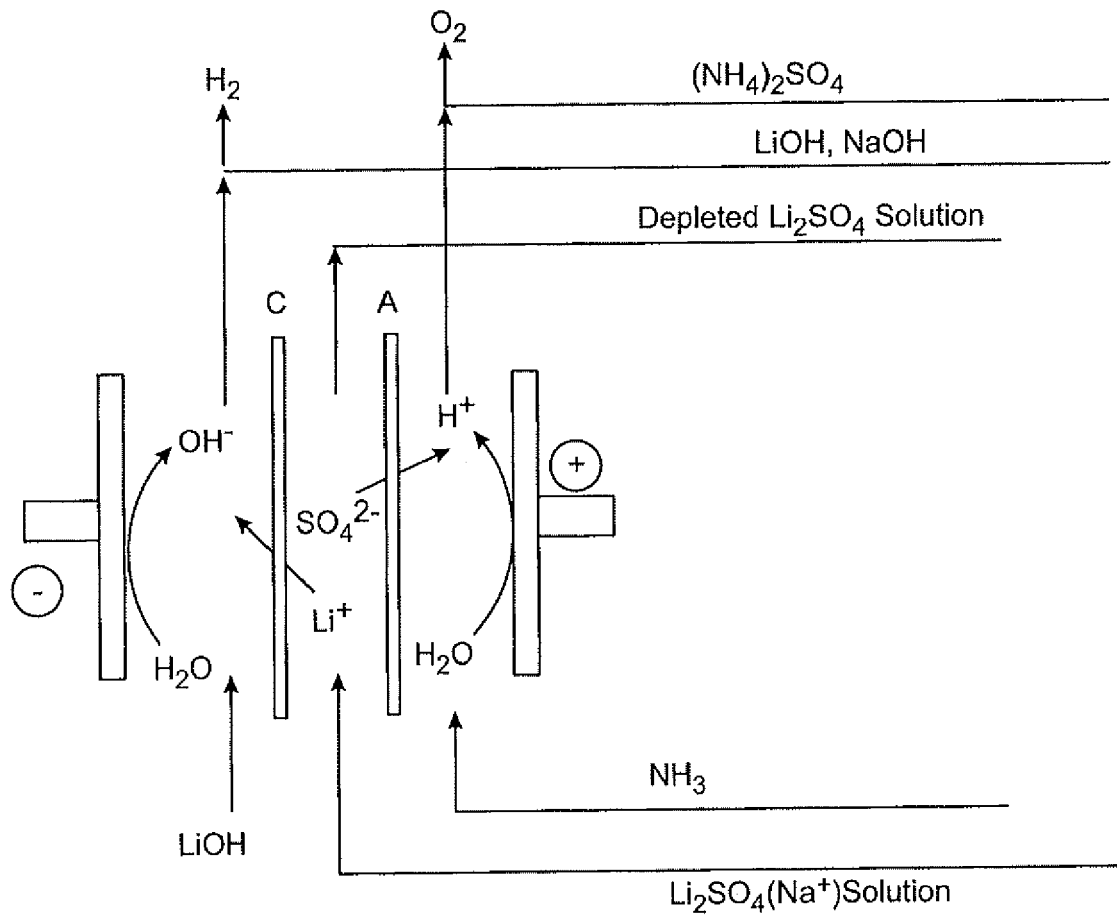 O₂
H₂
(NH₄)₂SO₄
LiOH, NaOH
Depleted Li₂SO₄ Solution
C
A
H⁺
OH⁻
+
SO₄²⁻
-
Li⁺
H₂O
H₂O
NH₃
LiOH
Li₂SO₄(Na⁺)Solution